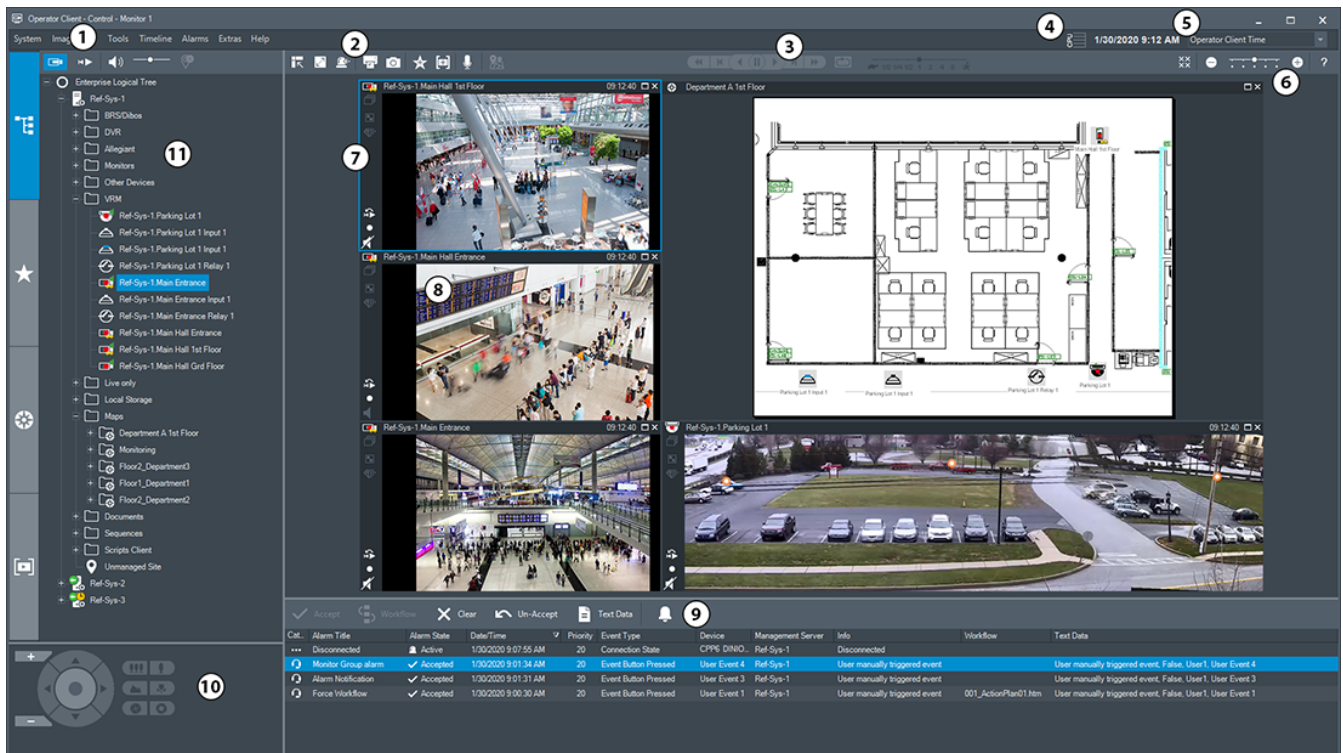 Operator Client - Control - Monitor 1
System Imag Tools Timeline Alarms Extras Help
1
2
3
4
1/30/2020 9:12 AM
5
Operator Client Time
6
?
Enterprise Logical Tree
Ref-Sys-1
BRS/Dibos
DVR
Allegiant
11
Monitors
Other Devices
VRM
Ref-Sys-1.Parking Lot 1
Ref-Sys-1.Parking Lot 1 Input 1
Ref-Sys-1.Parking Lot 1 Input 1
Ref-Sys-1.Parking Lot 1 Relay 1
Ref-Sys-1.Main Entrance
Ref-Sys-1.Main Entrance Input 1
Ref-Sys-1.Main Entrance Relay 1
Ref-Sys-1.Main Hall Entrance
Ref-Sys-1.Main Hall 1st Floor
Ref-Sys-1.Main Hall Grd Floor
Live only
Local Storage
Maps
Department A 1st Floor
Monitoring
Floor2_Department3
Floor1_Department1
Floor2_Department2
Documents
Sequences
Scripts Client
Unmanaged Site
Ref-Sys-2
Ref-Sys-3
10
Ref-Sys-1.Main Hall 1st Floor 09:12:40
7
Ref-Sys-1.Main Hall Entrance 09:12:40
8
Ref-Sys-1.Main Entrance 09:12:40
Department A 1st Floor
Main Hall 1st Floor
Parking Lot 1 Input 1
Parking Lot 1 Input 1
Parking Lot 1 Relay 1
Parking Lot 1
Ref-Sys-1.Parking Lot 1 09:12:40
Accept Workflow Clear Un-Accept Text Data 9
Cat.. Alarm Title Alarm State Date/Time Priority Event Type Device Management Server Info Workflow Text Data
Disconnected Active 1/30/2020 9:07:55 AM 20 Connection State CPP6 DINIO... Ref-Sys-1 Disconnected
Monitor Group alarm Accepted 1/30/2020 9:01:34 AM 20 Event Button Pressed User Event 4 Ref-Sys-1 User manually triggered event User manually triggered event, False, User1, User Event 4
Alarm Notification Accepted 1/30/2020 9:01:31 AM 20 Event Button Pressed User Event 3 Ref-Sys-1 User manually triggered event User manually triggered event, False, User1, User Event 3
Force Workflow Accepted 1/30/2020 9:00:30 AM 20 Event Button Pressed User Event 1 Ref-Sys-1 User manually triggered event 001_ActionPlan01.htm User manually triggered event, False, User1, User Event 1